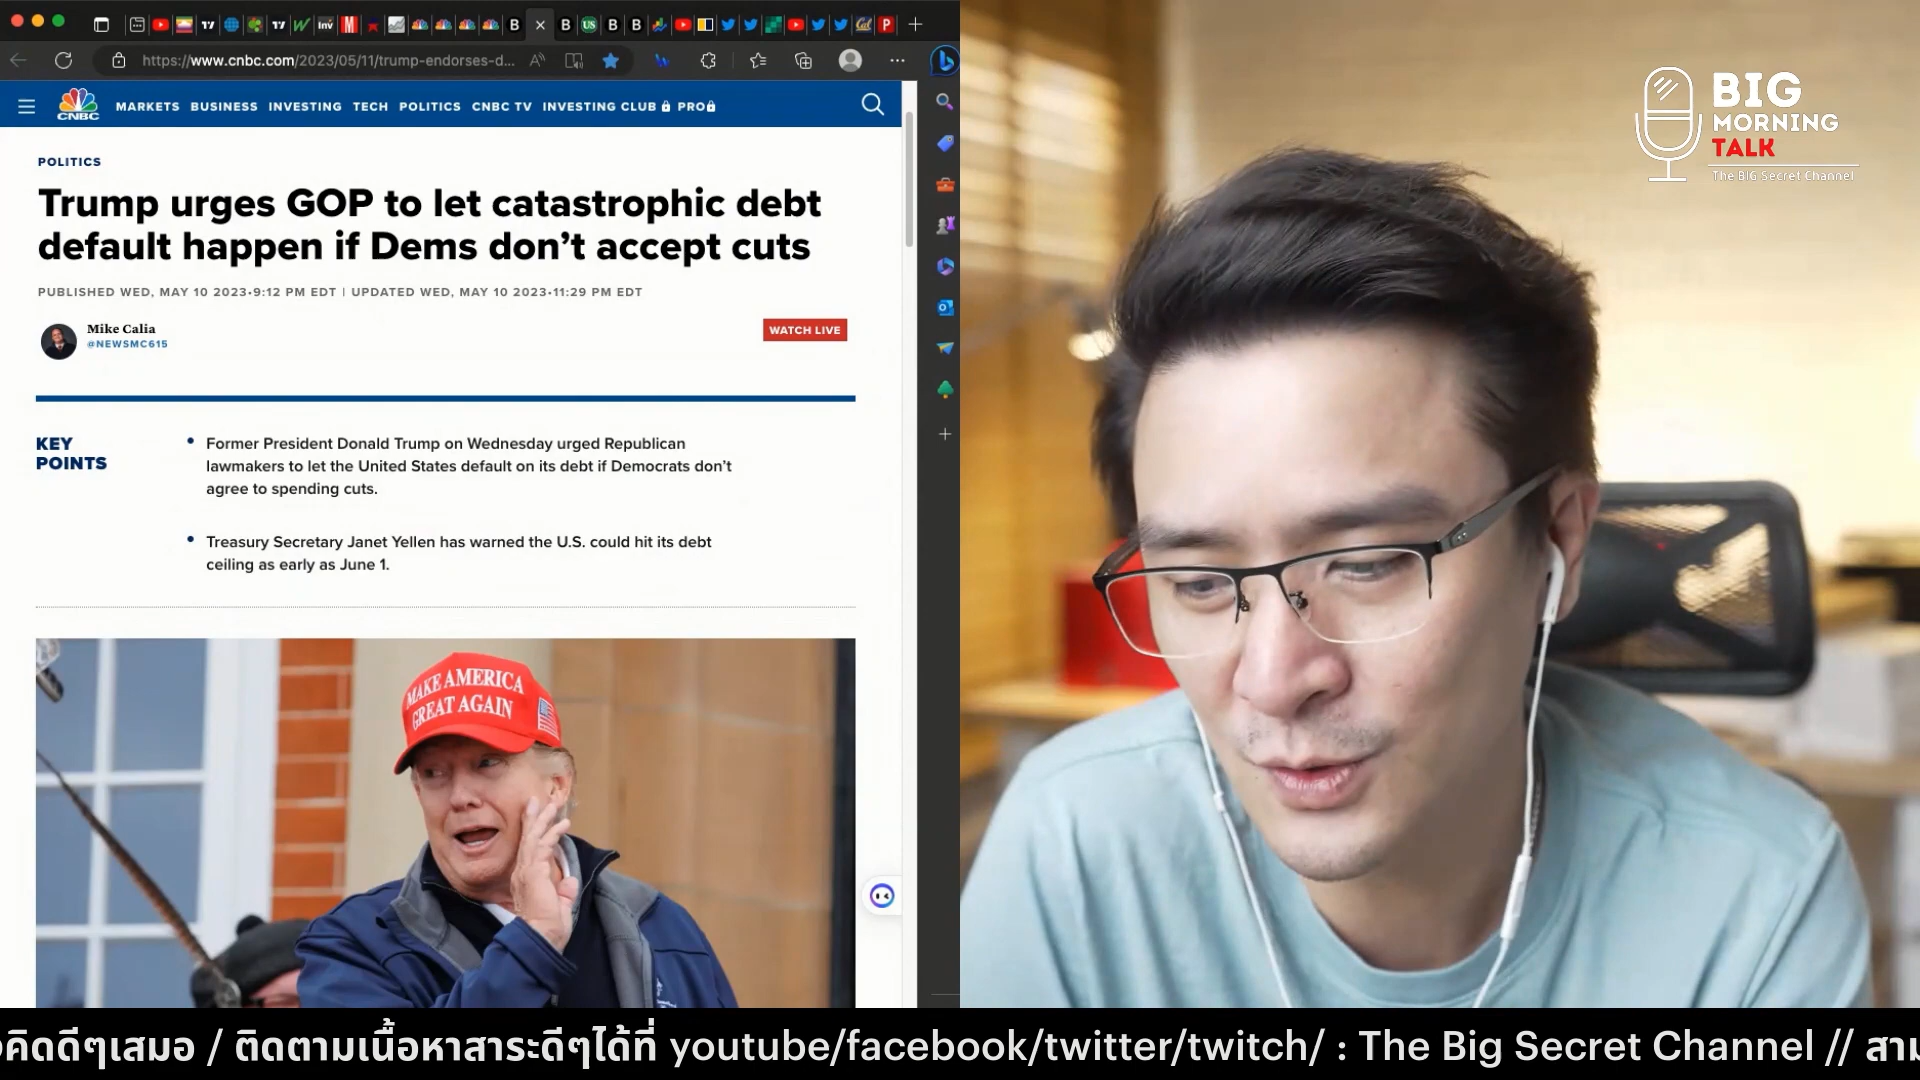 https://www.cnbc.com/2023/05/11/trump-endorses-d...
CNBC
MARKETS BUSINESS INVESTING TECH POLITICS CNBC TV INVESTING CLUB PRO
POLITICS
Trump urges GOP to let catastrophic debt
default happen if Dems don’t accept cuts
PUBLISHED WED, MAY 10 2023•9:12 PM EDT | UPDATED WED, MAY 10 2023•11:29 PM EDT
Mike Calia
@NEWSMC615
WATCH LIVE
KEY
POINTS
Former President Donald Trump on Wednesday urged Republican
lawmakers to let the United States default on its debt if Democrats don’t
agree to spending cuts.
Treasury Secretary Janet Yellen has warned the U.S. could hit its debt
ceiling as early as June 1.
MAKE AMERICA
GREAT AGAIN
BIG
MORNING
TALK
The BIG Secret Channel
คิดดีๆเสมอ / ติดตามเนื้อหาสาระดีๆได้ที่ youtube/facebook/twitter/twitch/ : The Big Secret Channel // สาม